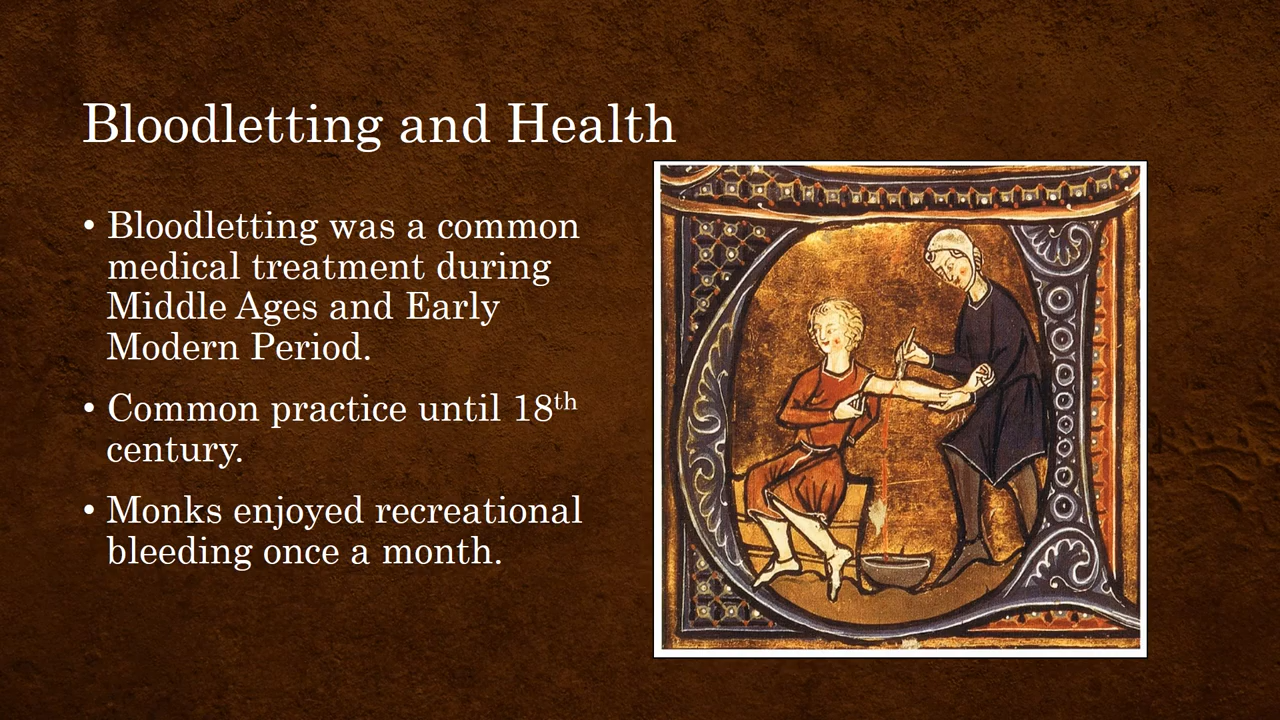 Bloodletting and Health
• Bloodletting was a common
medical treatment during
Middle Ages and Early
Modern Period.
• Common practice until 18th
century.
• Monks enjoyed recreational
bleeding once a month.